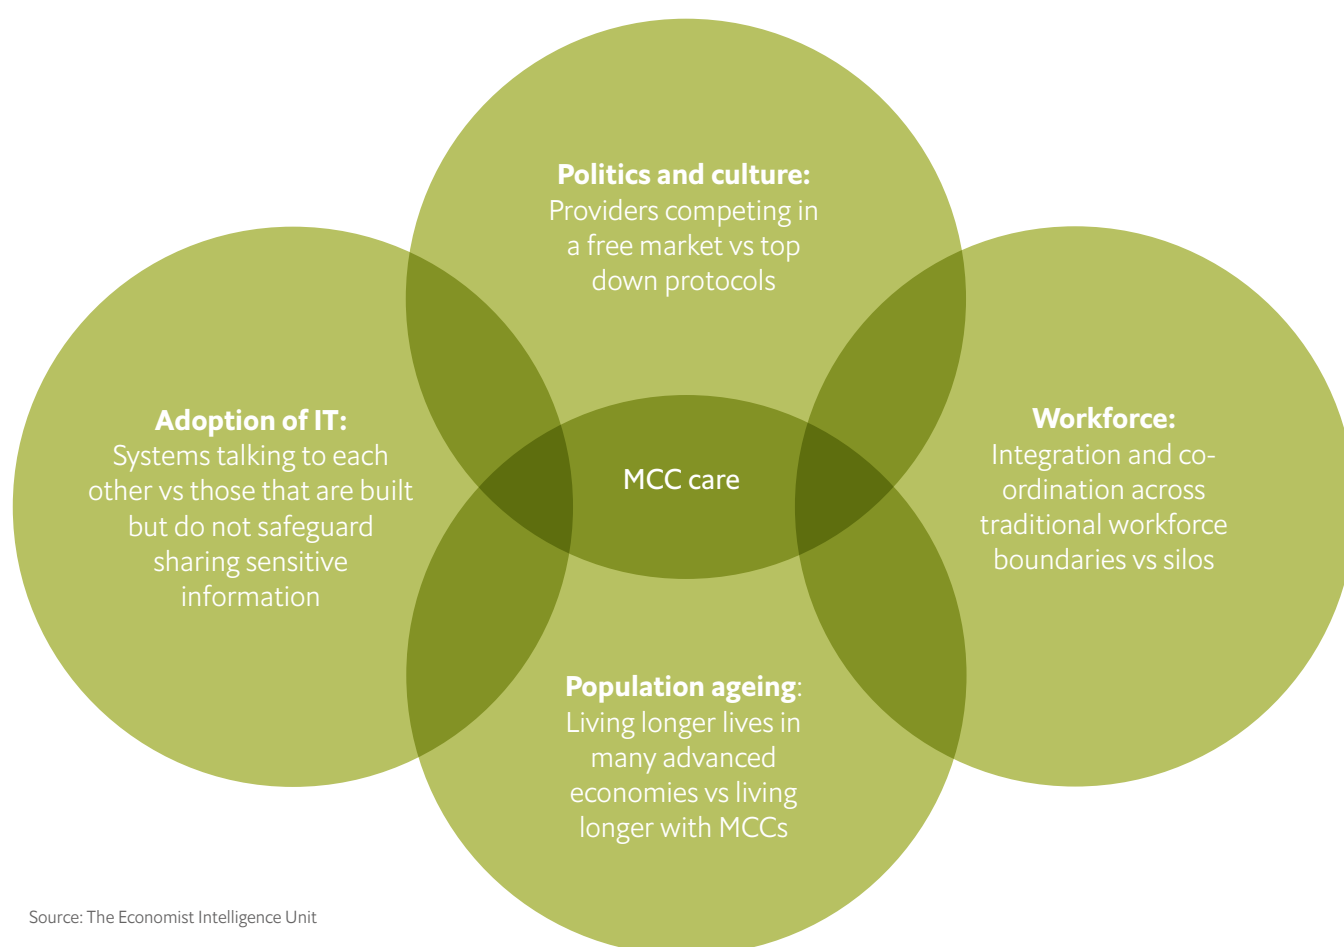 Politics and culture:
Providers competing in
a free market vs top
down protocols
Adoption of IT:
Systems talking to each
other vs those that are built
but do not safeguard
sharing sensitive
information
MCC care
Workforce:
Integration and co-
ordination across
traditional workforce
boundaries vs silos
Population ageing:
Living longer lives in
many advanced
economies vs living
longer with MCCs
Source: The Economist Intelligence Unit